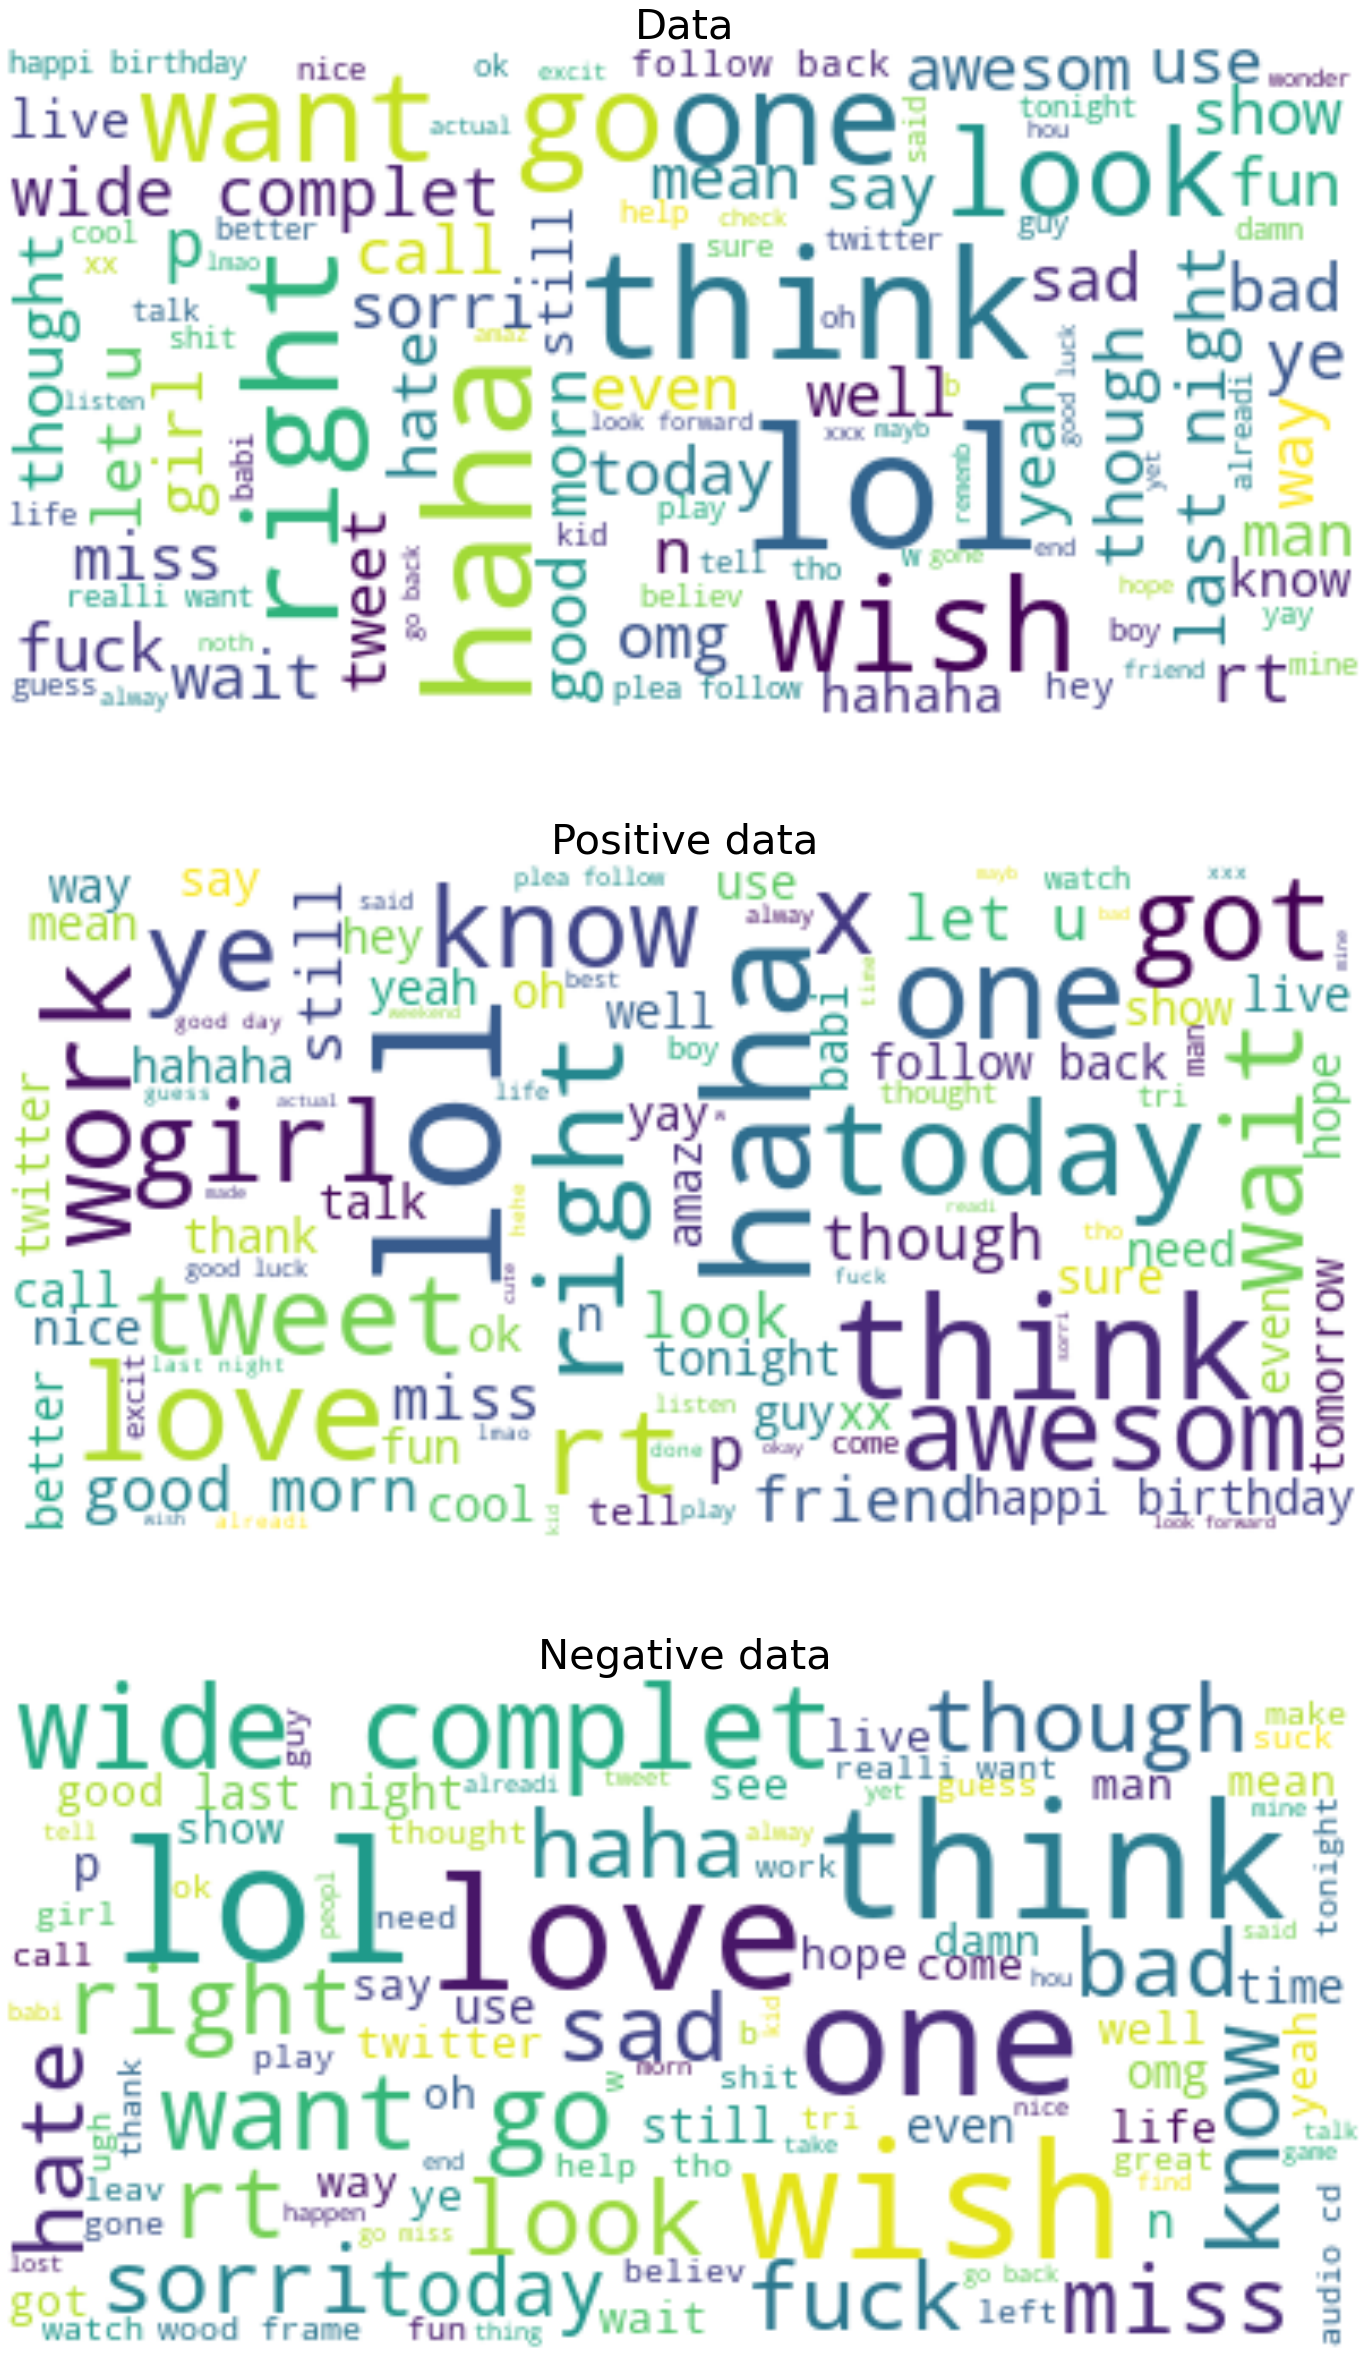 Data
happi birthday
nice
ok
excit
follow back
awesom
use
wonder
live
want
actual
go
one
said
tonight
hou
show
look
wide complet
mean
say
fun
thought
cool
xx
p
better
lmao
call
still
help
check
sure
twitter
guy
damn
right
think
sad
last night
bad
talk
shit
sorri
amaz
oh
good luck
though
ye
let u
girl
listen
hate
haha
good morn
even
look forward
well
b
yeah
alreadi
way
babi
today
lol
xxx
mayb
rememb
yet
life
miss
tweet
go back
kid
play
n
tell
tho
w
gone
end
man
realli want
believ
wish
hope
know
fuck
noth
wait
omg
boy
yay
guess
alway
plea follow
hahaha
hey
friend
rt
mine
Positive data
way
say
still
said
plea follow
use
mayb
watch
xxx
mean
ye
hey
know
alway
x
let u
bad
got
mine
work
yeah
oh
best
haha
time
one
show
live
good day
weekend
lol
well
babi
wait
hahaha
right
boy
follow back
man
hope
twitter
guess
girl
actual
life
yay
w
thought
tri
made
talk
hehe
amaz
today
readi
thank
good luck
cute
though
tho
need
call
tweet
n
look
fuck
sure
even
tomorrow
nice
ok
tonight
think
sorri
better
excit
last night
love
miss
lmao
fun
rt
listen
done
p
guy
xx
okay
come
awesom
good morn
cool
kid
tell
play
friend
happi birthday
wish
alreadi
look forward
Negative data
wide complet
guy
live
though
make
suck
good last night
alreadi
tweet
see
realli want
yet
guess
man
mean
mine
tonight
tell
show
thought
haha
alway
work
think
p
lol
ok
peopl
love
girl
need
call
hope
come
damn
hou
bad
said
time
right
say
use
babi
twitter
sad
b
kid
one
well
know
yeah
hate
play
morn
shit
omg
thank
ugh
want
oh
go
w
still
tri
take
even
nice
life
talk
game
great
find
leav
gone
rt
way
happen
end
ye
help
tho
go miss
look
wish
n
audio cd
lost
got
sorri
today
believ
wait
fuck
go back
left
miss
watch
wood frame
fun
thing